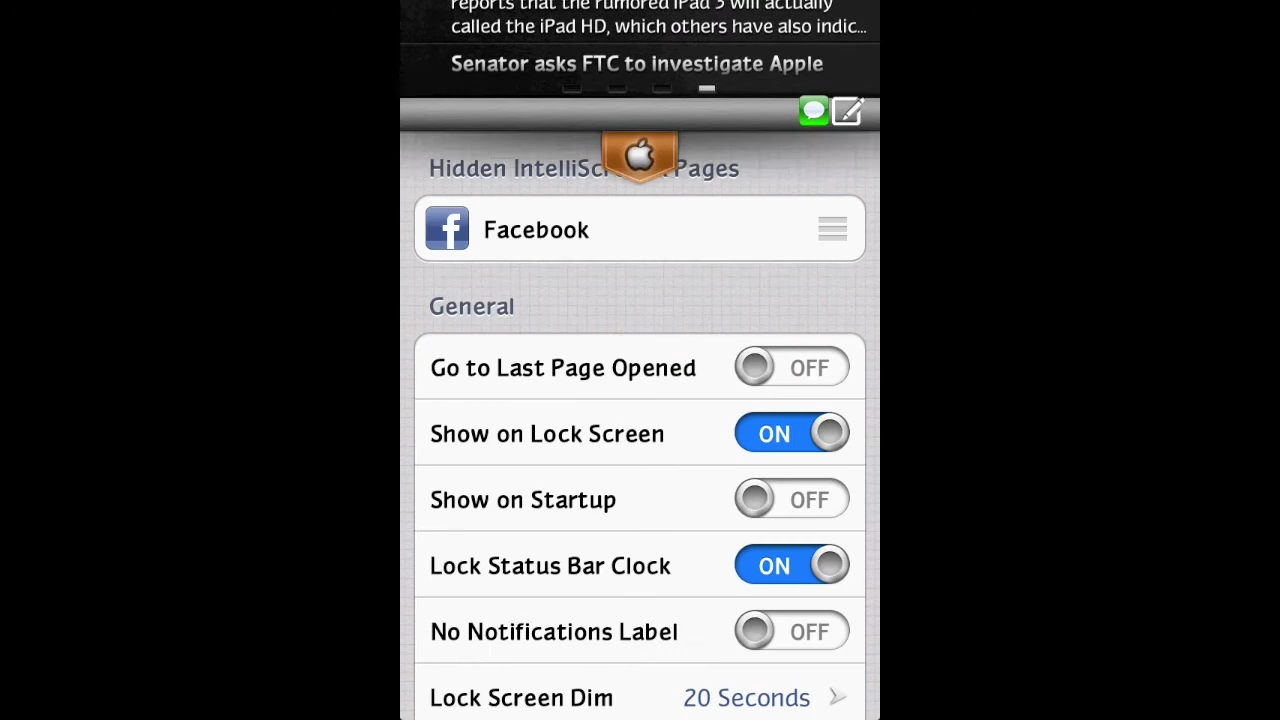 reports that the rumored iPad 3 will actually
called the iPad HD, which others have also indic...
Senator asks FTC to investigate Apple
Hidden IntelliSc Pages
Facebook
General
Go to Last Page Opened OFF
Show on Lock Screen ON
Show on Startup OFF
Lock Status Bar Clock ON
No Notifications Label OFF
Lock Screen Dim 20 Seconds